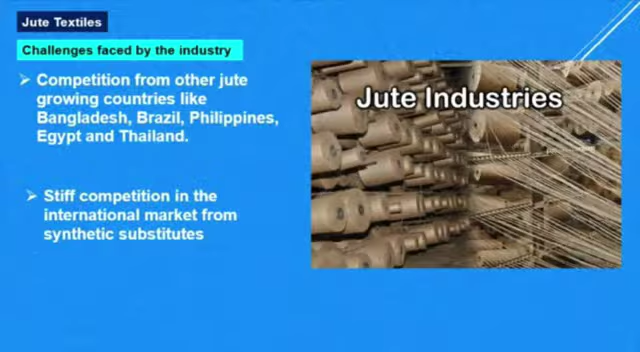 Jute Textiles
Challenges faced by the industry
➢ Competition from other jute
growing countries like
Bangladesh, Brazil, Philippines,
Egypt and Thailand.
➢ Stiff competition in the
international market from
synthetic substitutes
Jute Industries